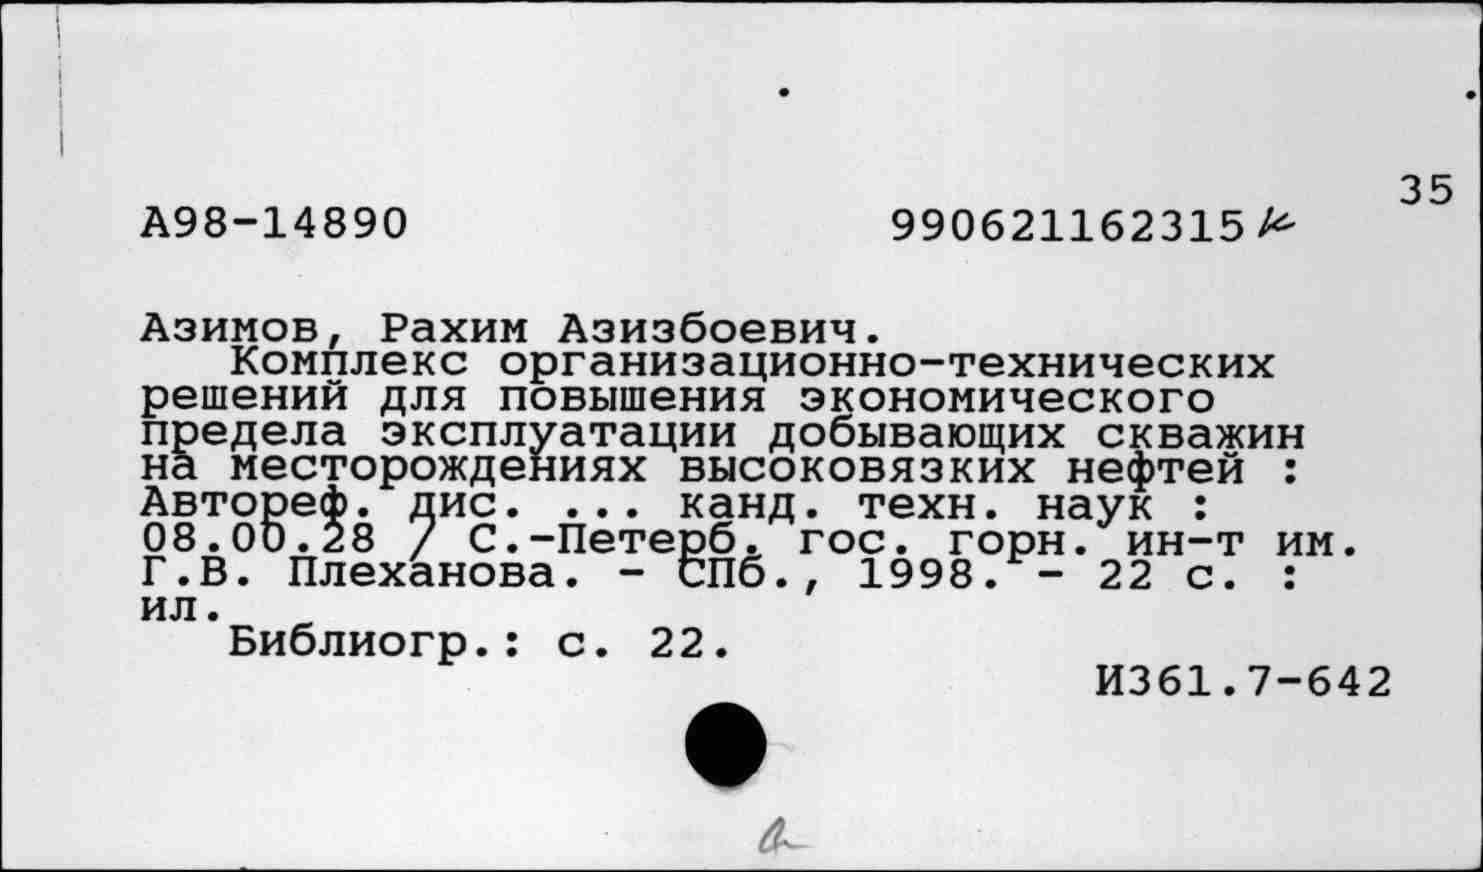 35
А98-14890 990621162315
Азимов, Рахим Азизбоевич.
Комплекс организационно-технических
решений для повышения экономического
предела эксплуатации добывающих скважин
на месторождениях высоковязких нефтей :
Автореф. дис. ... канд. техн. наук :
08.00.28 / С.-Петерб. гос. горн. ин-т им.
Г.В. Плеханова. - СПб., 1998. - 22 с. :
ил.
Библиогр.: с. 22.
И361.7-642